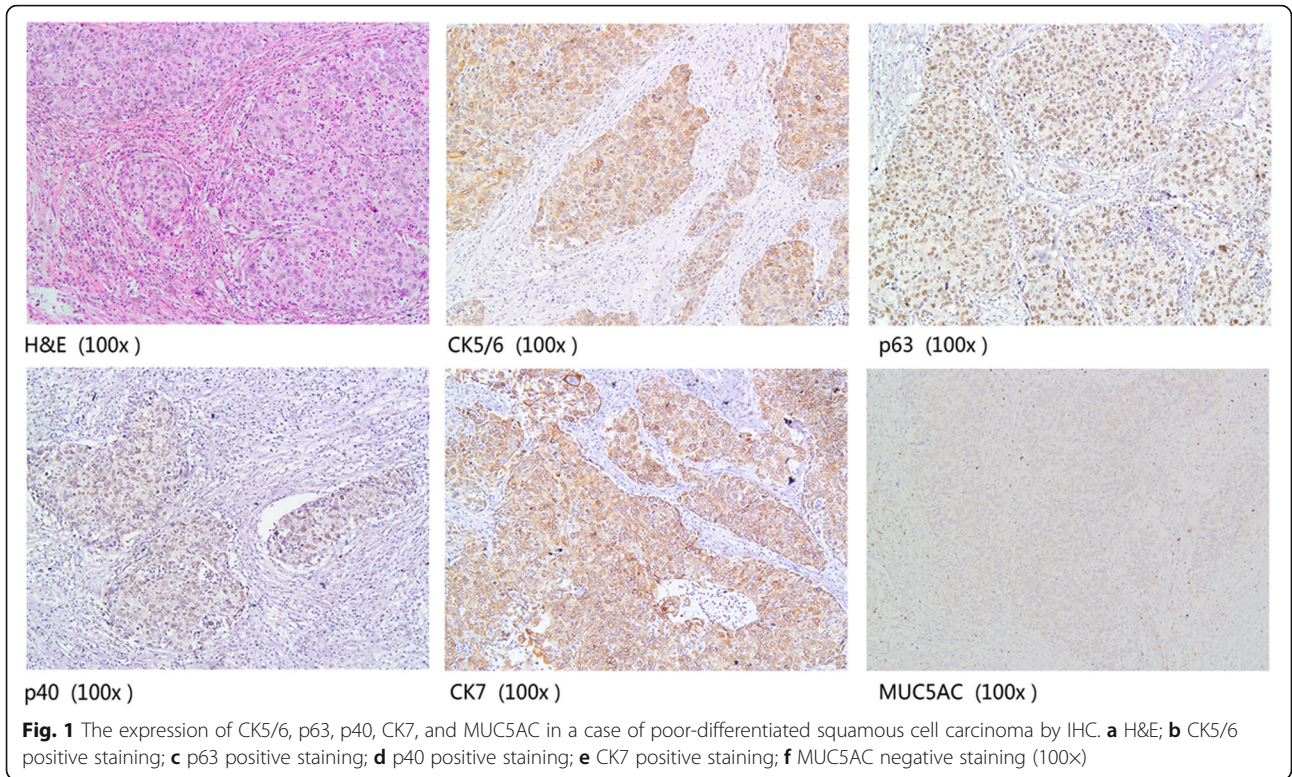 H&E (100x )
CK5/6 (100x )
p63 (100x )
p40 (100x )
CK7 (100x )
MUC5AC (100x )
Fig. 1 The expression of CK5/6, p63, p40, CK7, and MUC5AC in a case of poor-differentiated squamous cell carcinoma by IHC. a H&E; b CK5/6
positive staining; c p63 positive staining; d p40 positive staining; e CK7 positive staining; f MUC5AC negative staining (100×)